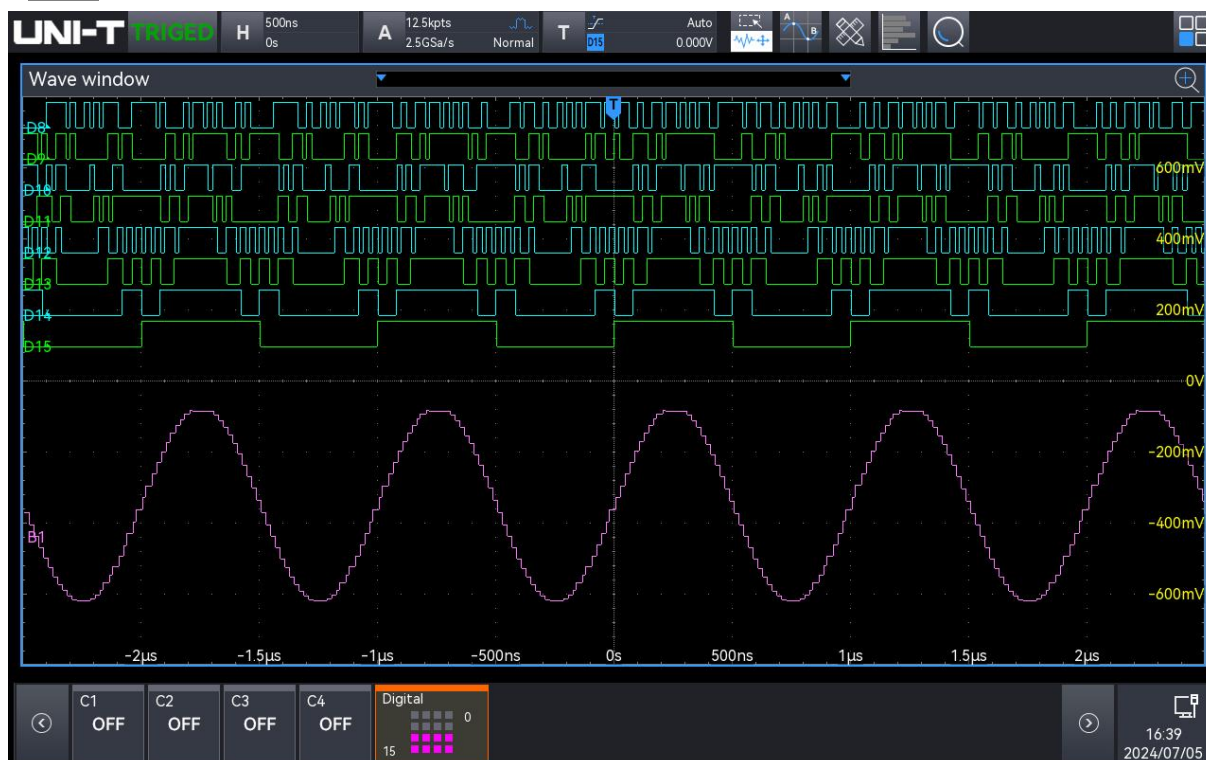 UNI-T TRIGED H 500ns A 12.5kpts T Auto
0s 2.5GSa/s Normal D15 0.000V
A B
Wave window
T
D8
D9
600mV
D10
D11
400mV
D12
D13
200mV
D14
D15
0V
-200mV
-400mV
B1
-600mV
-2μs -1.5μs -1μs -500ns 0s 500ns 1μs 1.5μs 2μs
C1 C2 C3 C4 Digital
OFF OFF OFF OFF 0
15
16:39
2024/07/05